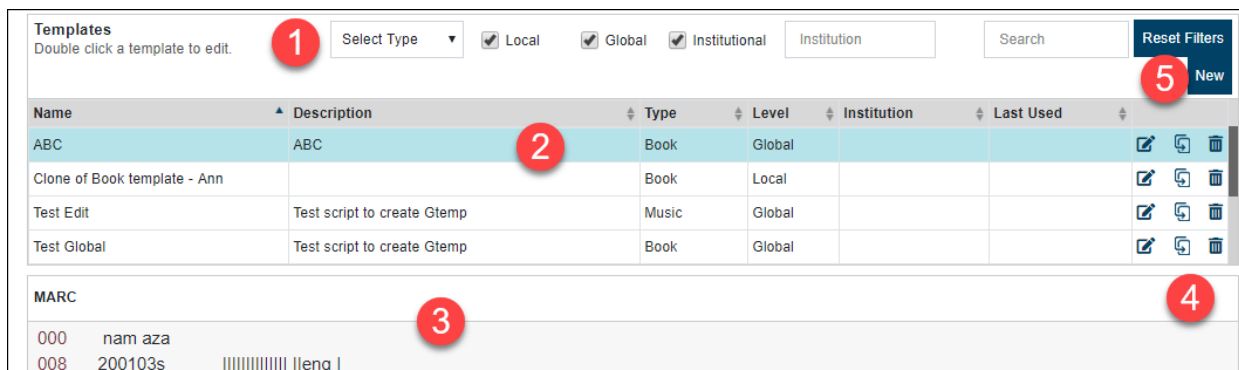 Templates
Double click a template to edit.
1
Select Type
Local
Global
Institutional
Institution
Search
Reset Filters
5
New
Name Description Type Level Institution Last Used
ABC ABC Book Global
2
Clone of Book template - Ann Book Local
Test Edit Test script to create Gtemp Music Global
Test Global Test script to create Gtemp Book Global
MARC
4
3
000 nam aza
008 200103s |||||||||||||| ||eng |